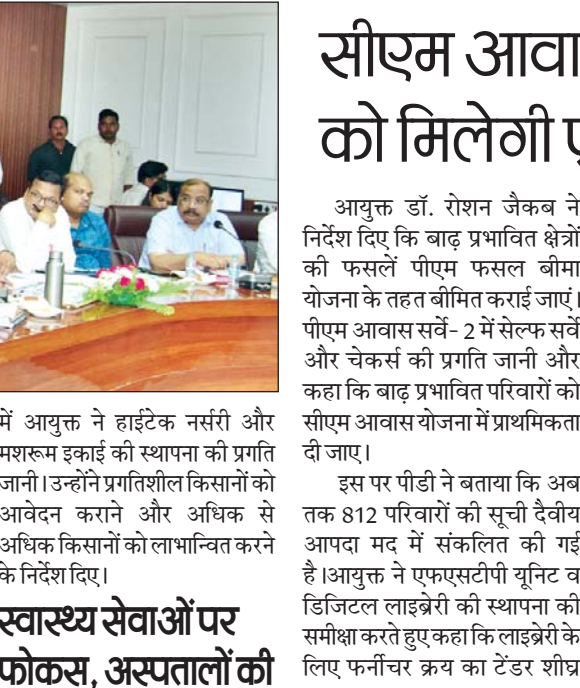 में आयुक्त ने हाईटेक नर्सरी और
मशरूम इकाई की स्थापना की प्रगति
जानी। उन्होंने प्रगतिशील किसानों को
आवेदन कराने और अधिक से
अधिक किसानों को लाभान्वित करने
के निर्देश दिए।
स्वास्थ्य सेवाओं पर
फोकस, अस्पतालों की
सीएम आवा
को मिलेगी
आयुक्त डॉ. रोशन जैकब ने
निर्देश दिए कि बाढ़ प्रभावित क्षेत्रों
की फसलें पीएम फसल बीमा
योजना के तहत बीमित कराई जाएं।
पीएम आवास सर्वे- 2 में सेल्फ सर्वे
और चेकर्स की प्रगति जानी और
कहा कि बाढ़ प्रभावित परिवारों को
सीएम आवास योजना में प्राथमिकता
दी जाए।
इस पर पीडी ने बताया कि अब
तक 812 परिवारों की सूची दैवीय
आपदा मद में संकलित की गई
है।आयुक्त ने एफएसटीपी यूनिट व
डिजिटल लाइब्रेरी की स्थापना की
समीक्षा करते हुए कहा कि लाइब्रेरी के
लिए फर्नीचर क्रय का टेंडर शीघ्र